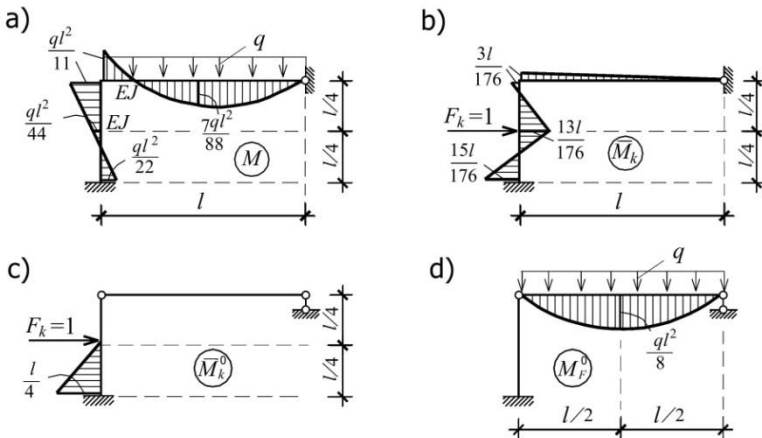 a)
ql²/11
q
EJ
ql²/44
EJ
7ql²/88
ql²/22
M
l/4
l/4
l
b)
3l/176
F_k=1
13l/176
15l/176
M̄_k
l/4
l/4
l
c)
F_k=1
l/4
M̄_k^0
l/4
l/4
d)
q
ql²/8
M_F^0
l/2
l/2